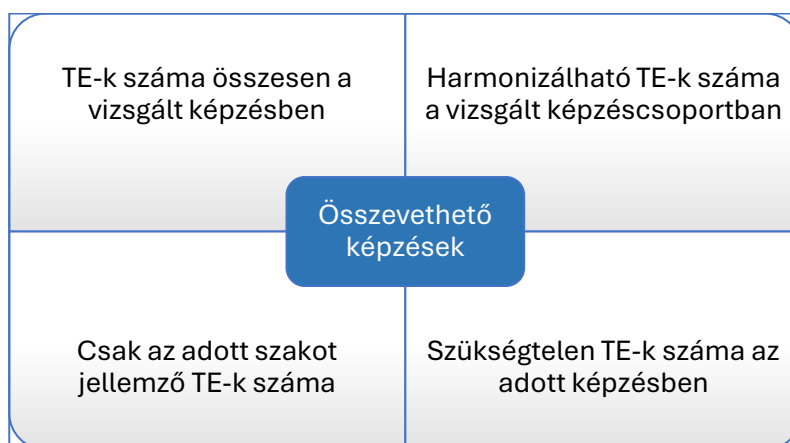 TE-k száma összesen a
vizsgált képzésben
Harmonizálható TE-k száma
a vizsgált képzéscsoportban
Összevethető
képzések
Csak az adott szakot
jellemző TE-k száma
Szükségtelen TE-k száma az
adott képzésben